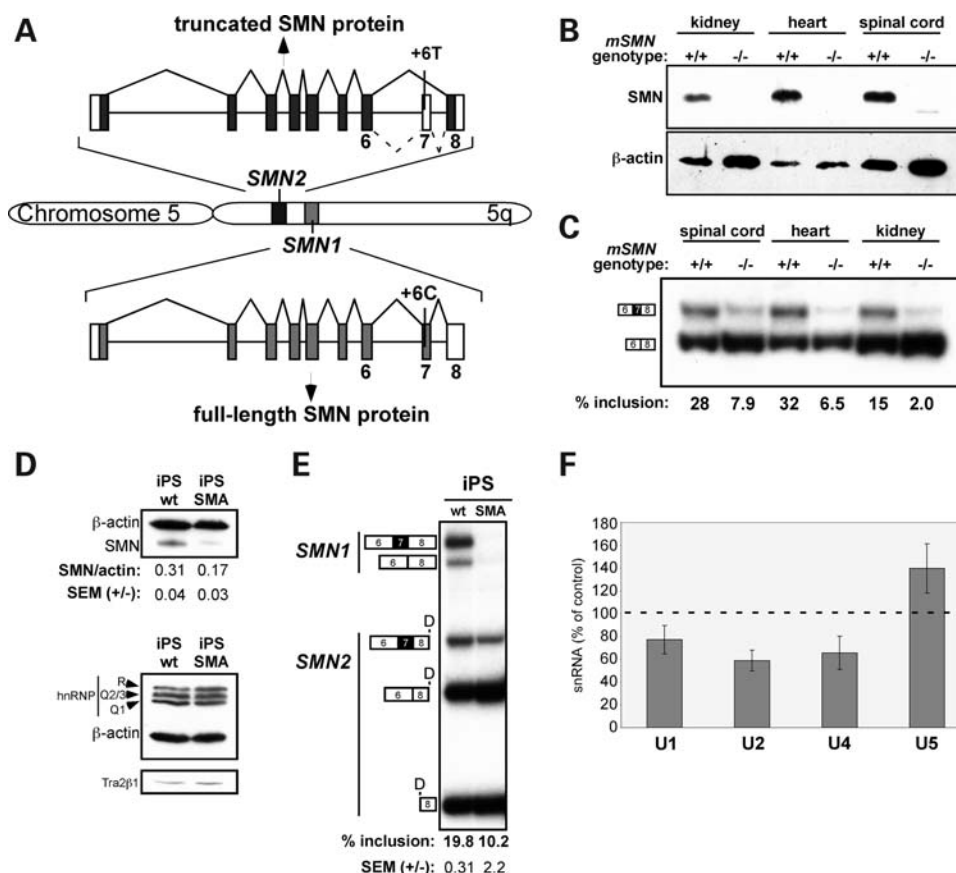 A
truncated SMN protein
+6T
6
7
8
SMN2
Chromosome 5
5q
SMN1
+6C
6
7
8
full-length SMN protein
B
kidney heart spinal cord
mSMN
genotype: +/+ -/- +/+ -/- +/+ -/-
SMN
β-actin
C
spinal cord heart kidney
mSMN
genotype: +/+ -/- +/+ -/- +/+ -/-
6 7 8
6 8
% inclusion: 28 7.9 32 6.5 15 2.0
D
iPS iPS
wt SMA
β-actin
SMN
SMN/actin: 0.31 0.17
SEM (+/-): 0.04 0.03
iPS iPS
wt SMA
R
hnRNP Q2/3
Q1
β-actin
Tra2β1
E
iPS
wt SMA
SMN1
6 7 8
6 8
SMN2
D
6 7 8
D
6 8
D
8
% inclusion: 19.8 10.2
SEM (+/-): 0.31 2.2
F
snRNA (% of control)
180
160
140
120
100
80
60
40
20
0
U1 U2 U4 U5